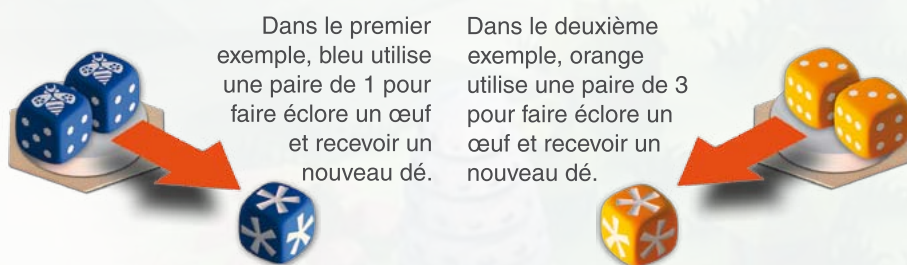 Dans le premier
exemple, bleu utilise
une paire de 1 pour
faire éclore un œuf
et recevoir un
nouveau dé.
Dans le deuxième
exemple, orange
utilise une paire de 3
pour faire éclore un
œuf et recevoir un
nouveau dé.